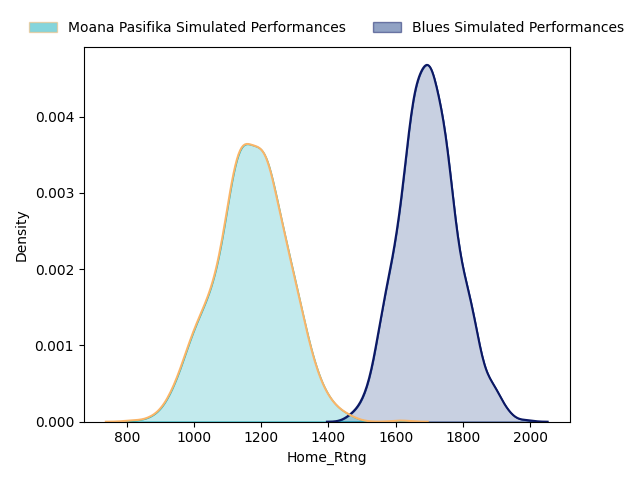 Moana Pasifika Simulated Performances Blues Simulated Performances
0.004
0.003
0.002
0.001
0.000
Density
800 1000 1200 1400 1600 1800 2000
Home_Rtng